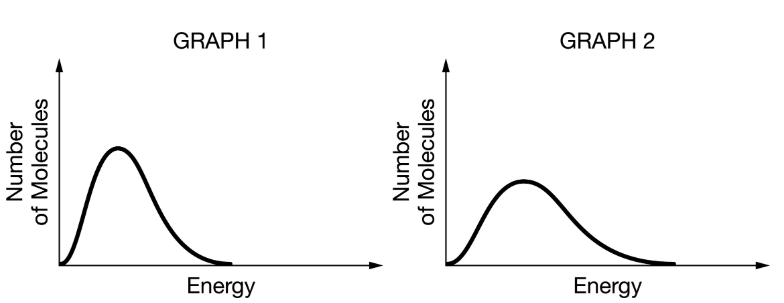 GRAPH 1
Number
of Molecules
Energy
GRAPH 2
Number
of Molecules
Energy